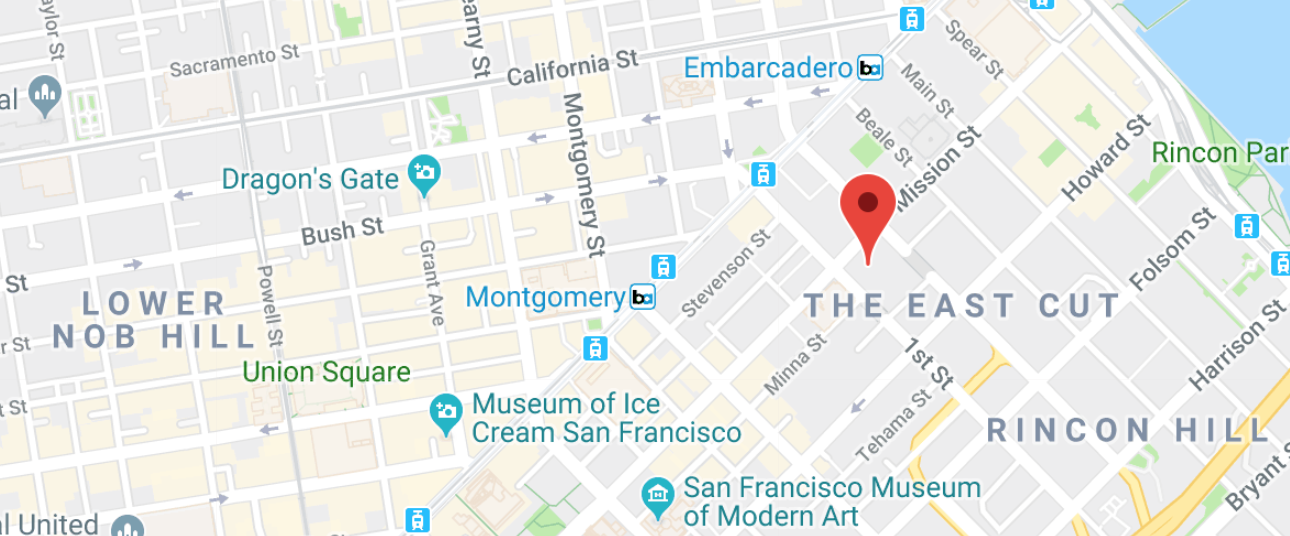 aylor St
Sacramento St
earny St
California St
Embarcadero
ba
Spear St
Main St
Beale St
Mission St
Howard St
Rincon Par
al
Montgomery St
Dragon's Gate
Bush St
Grant Ave
Powell St
St
LOWER
NOB HILL
r St
t St
Union Square
Montgomery
ba
Stevenson St
THE EAST CUT
Folsom St
Harrison St
Minna St
1st St
Tehama St
RINCON HILL
Bryant S
Museum of Ice
Cream San Francisco
San Francisco Museum
of Modern Art
al United